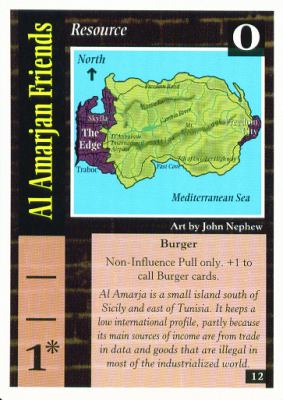 Al Amarjan Friends
Resource
O
North
Skylla
The
Edge
Traboc
Freedom
City
Mediterranean Sea
Art by John Nephew
Burger
Non-Influence Pull only. +1 to
call Burger cards.
Al Amarja is a small island south of
Sicily and east of Tunisia. It keeps a
low international profile, partly because
its main sources of income are from trade
in data and goods that are illegal in
most of the industrialized world.
1*
12